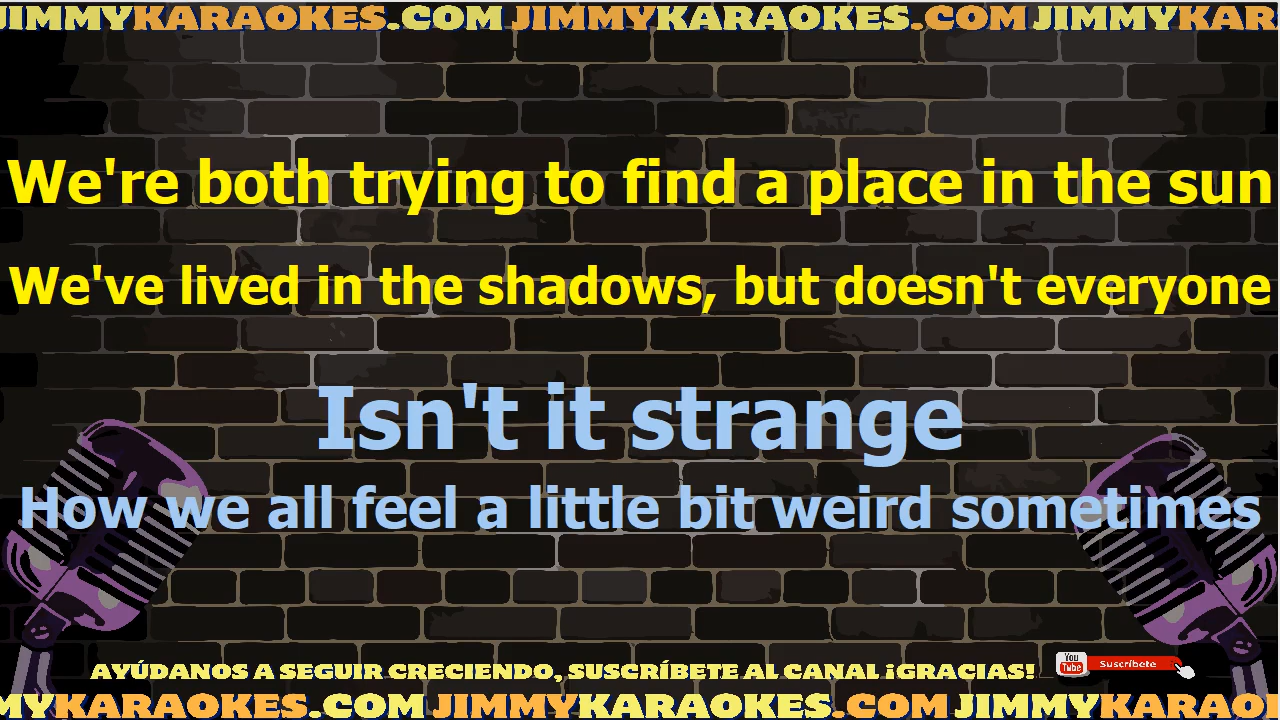 JIMMYKARAOKES.COM JIMMYKARAOKES.COM JIMMYKAR
We're both trying to find a place in the sun
We've lived in the shadows, but doesn't everyone
Isn't it strange
How we all feel a little bit weird sometimes
AYÚDANOS A SEGUIR CRECIENDO, SUSCRÍBETE AL CANAL ¡GRACIAS!
You Tube Suscríbete
MYKARAOKES.COM JIMMYKARAOKES.COM JIMMYKARAO